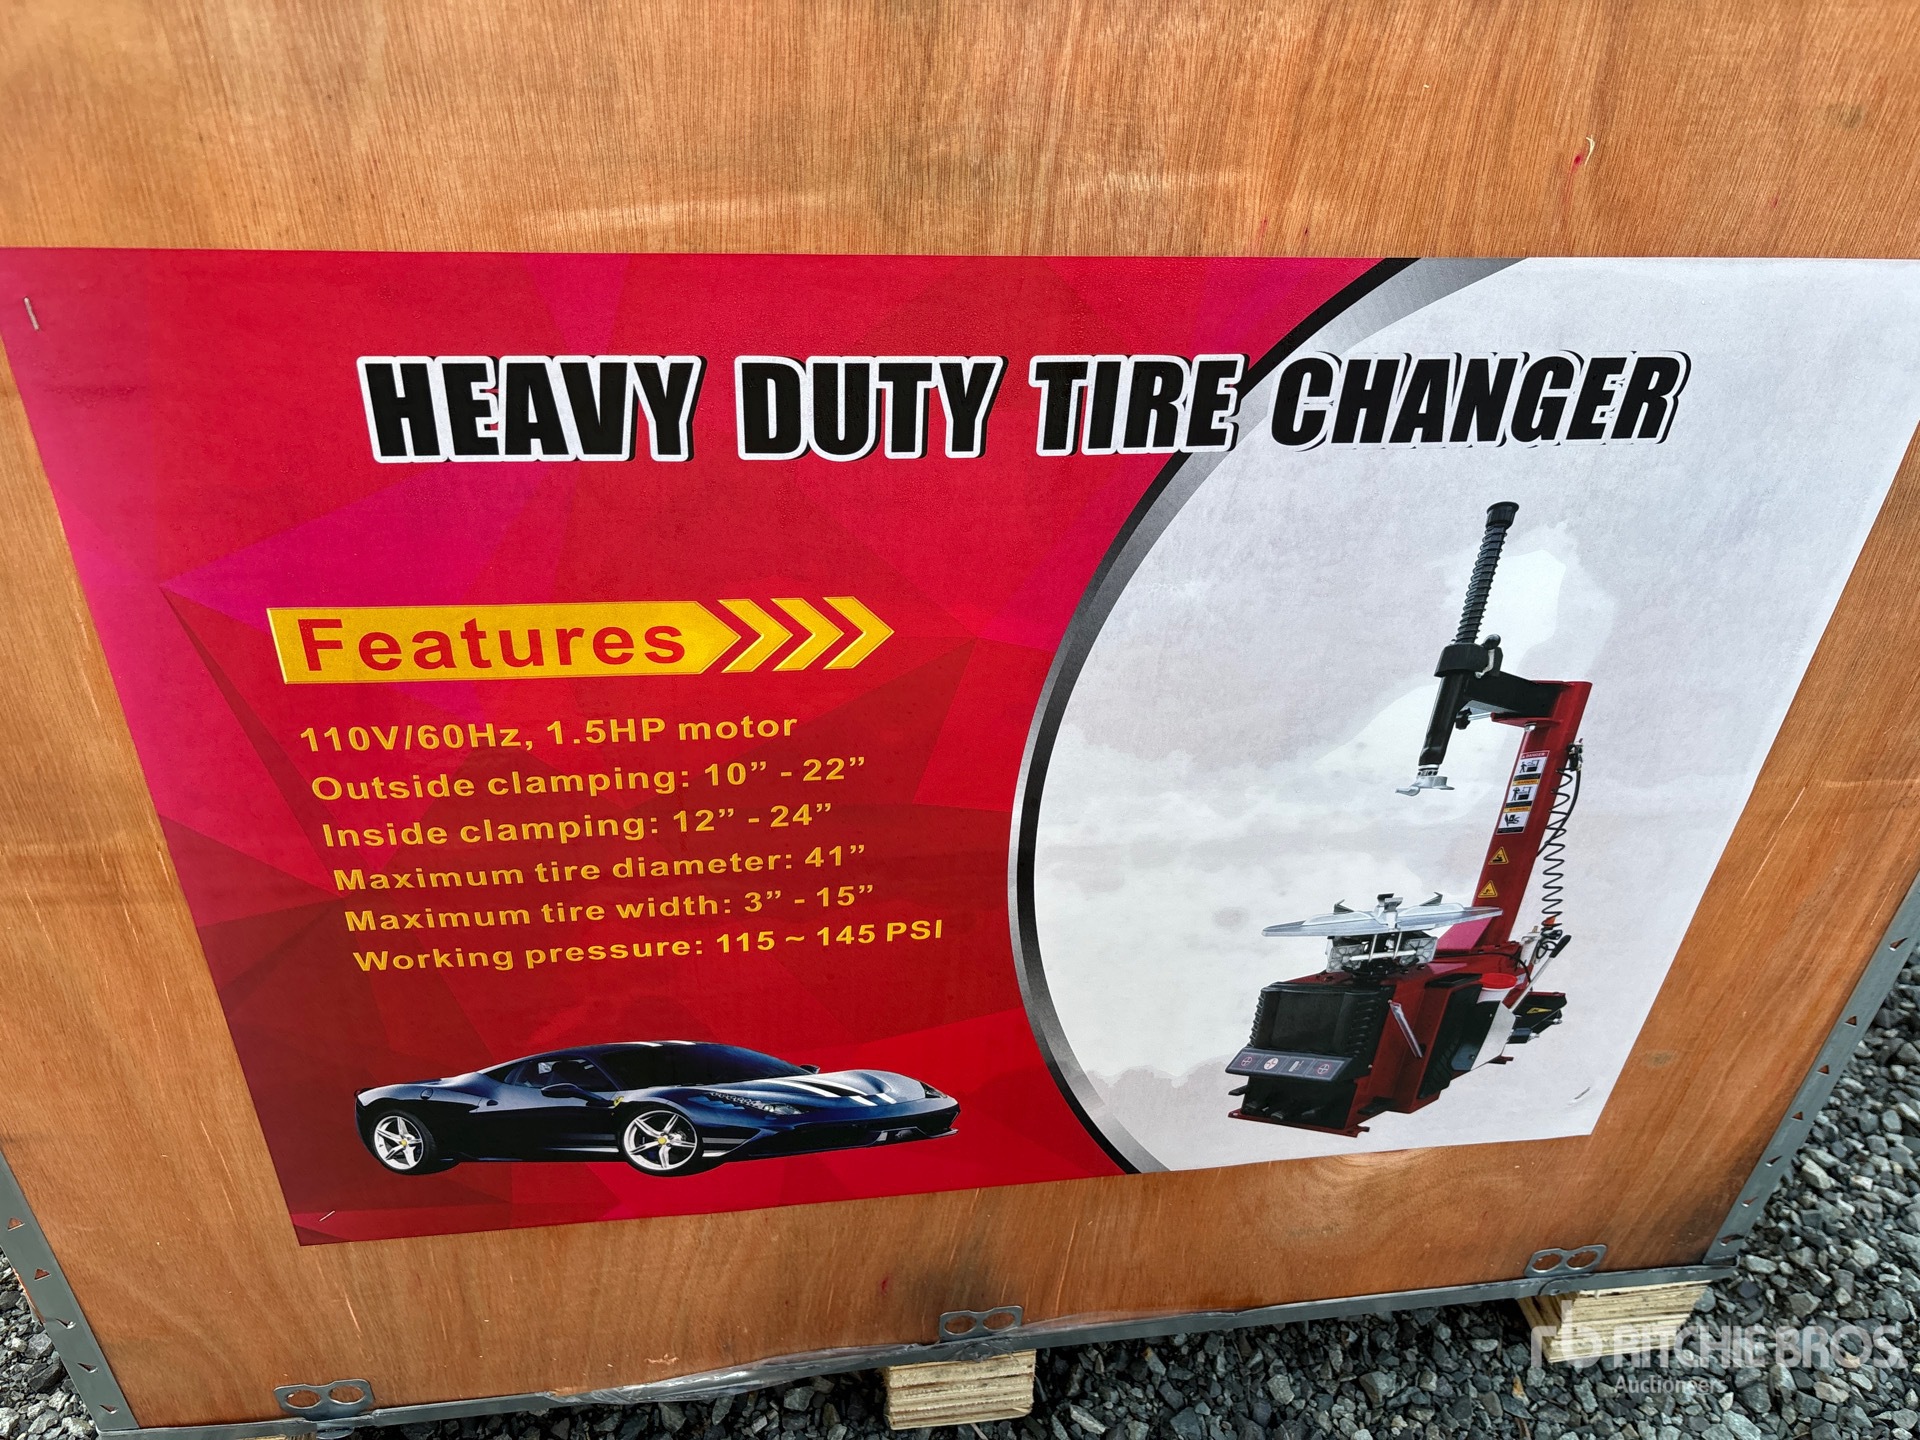 HEAVY DUTY TIRE CHANGER
Features
110V/60Hz, 1.5HP motor
Outside clamping: 10” - 22”
Inside clamping: 12” - 24”
Maximum tire diameter: 41”
Maximum tire width: 3” - 15”
Working pressure: 115 ~ 145 PSI
rb RITCHIE BROS.
Auctioneers